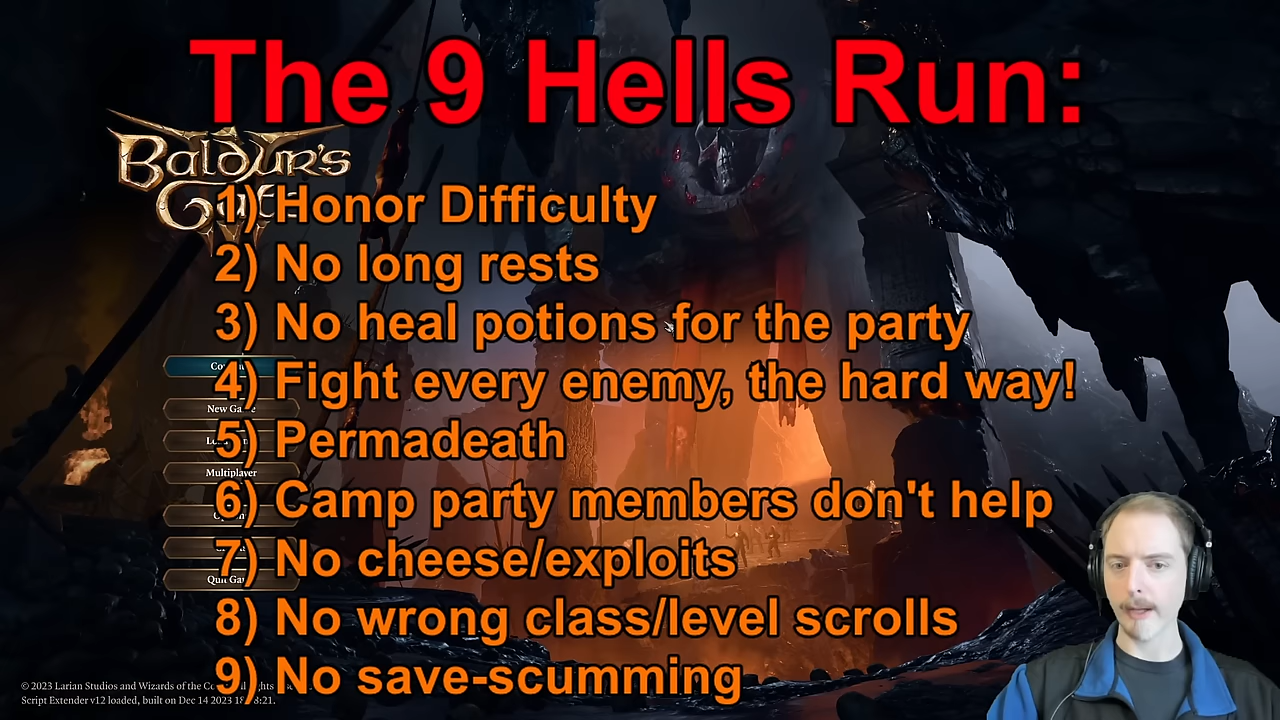 The 9 Hells Run:
BALDUR'S
1) Honor Difficulty
2) No long rests
3) No heal potions for the party
4) Fight every enemy, the hard way!
New Game
5) Permadeath
Multiplayer
6) Camp party members don't help
7) No cheese/exploits
8) No wrong class/level scrolls
9) No save-scumming
© 2023 Larian Studios and Wizards of the
Script Extender v12 loaded, built on Dec 14 2023